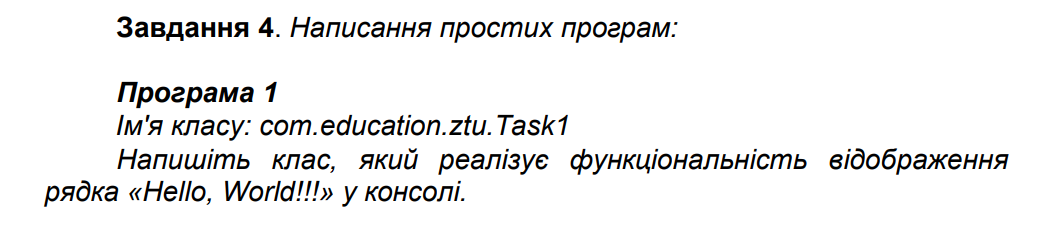 Завдання 4. Написання простих програм:
Програма 1
Ім'я класу: com.education.ztu.Task1
Напишіть клас, який реалізує функціональність відображення
рядка «Hello, World!!!» у консолі.